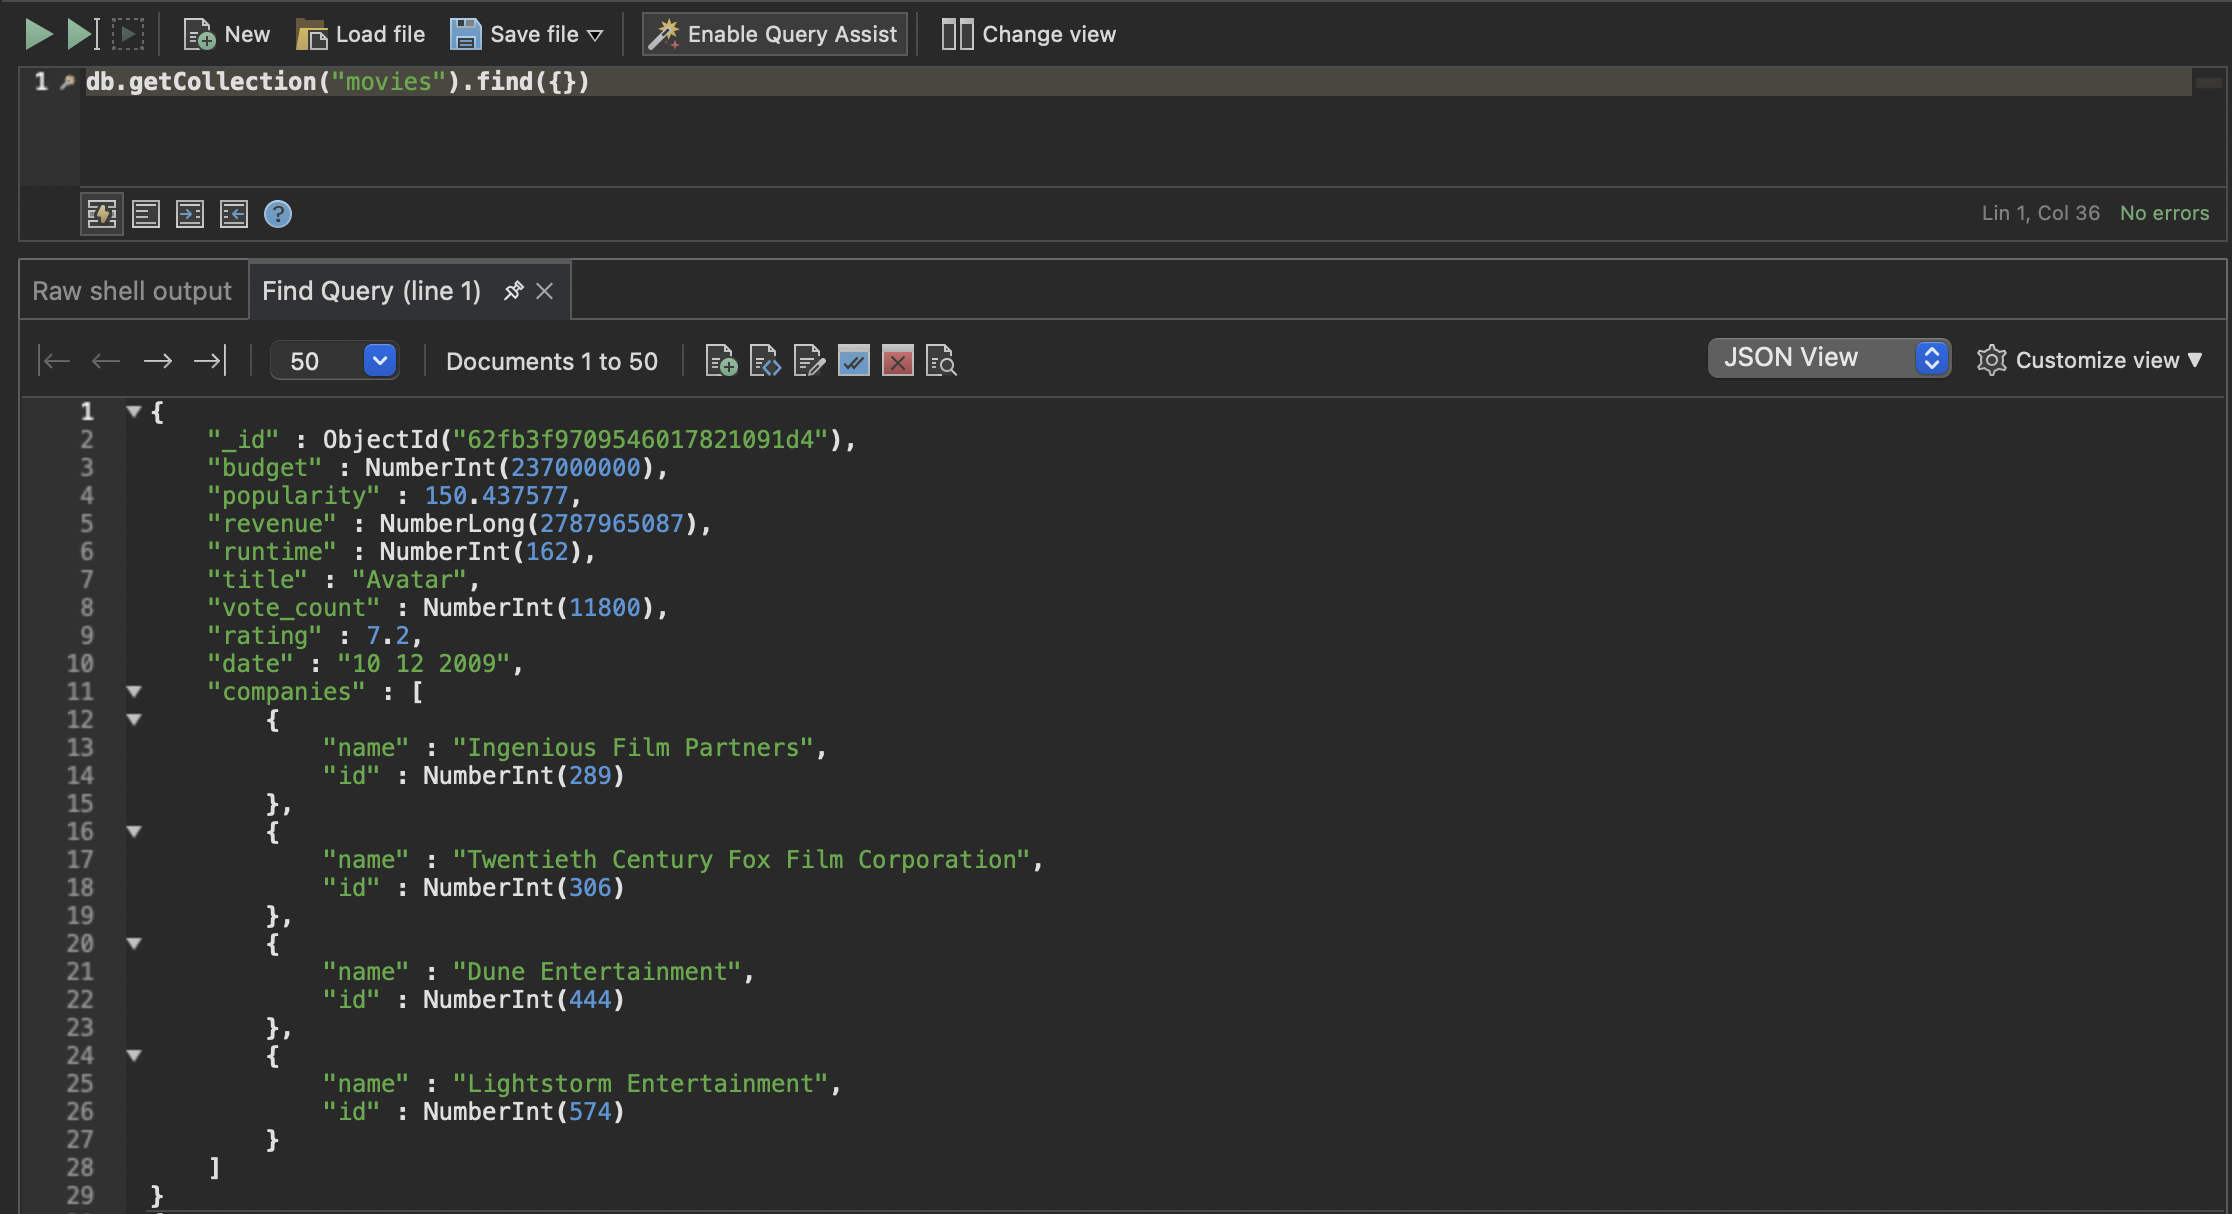 New Load file Save file Enable Query Assist Change view
1 db.getCollection("movies").find({})
Lin 1, Col 36 No errors
Raw shell output Find Query (line 1)
50 Documents 1 to 50 JSON View Customize view
1 {
2 "_id" : ObjectId("62fb3f9709546017821091d4"),
3 "budget" : NumberInt(237000000),
4 "popularity" : 150.437577,
5 "revenue" : NumberLong(2787965087),
6 "runtime" : NumberInt(162),
7 "title" : "Avatar",
8 "vote_count" : NumberInt(11800),
9 "rating" : 7.2,
10 "date" : "10 12 2009",
11 "companies" : [
12 {
13 "name" : "Ingenious Film Partners",
14 "id" : NumberInt(289)
15 },
16 {
17 "name" : "Twentieth Century Fox Film Corporation",
18 "id" : NumberInt(306)
19 },
20 {
21 "name" : "Dune Entertainment",
22 "id" : NumberInt(444)
23 },
24 {
25 "name" : "Lightstorm Entertainment",
26 "id" : NumberInt(574)
27 }
28 ]
29 }